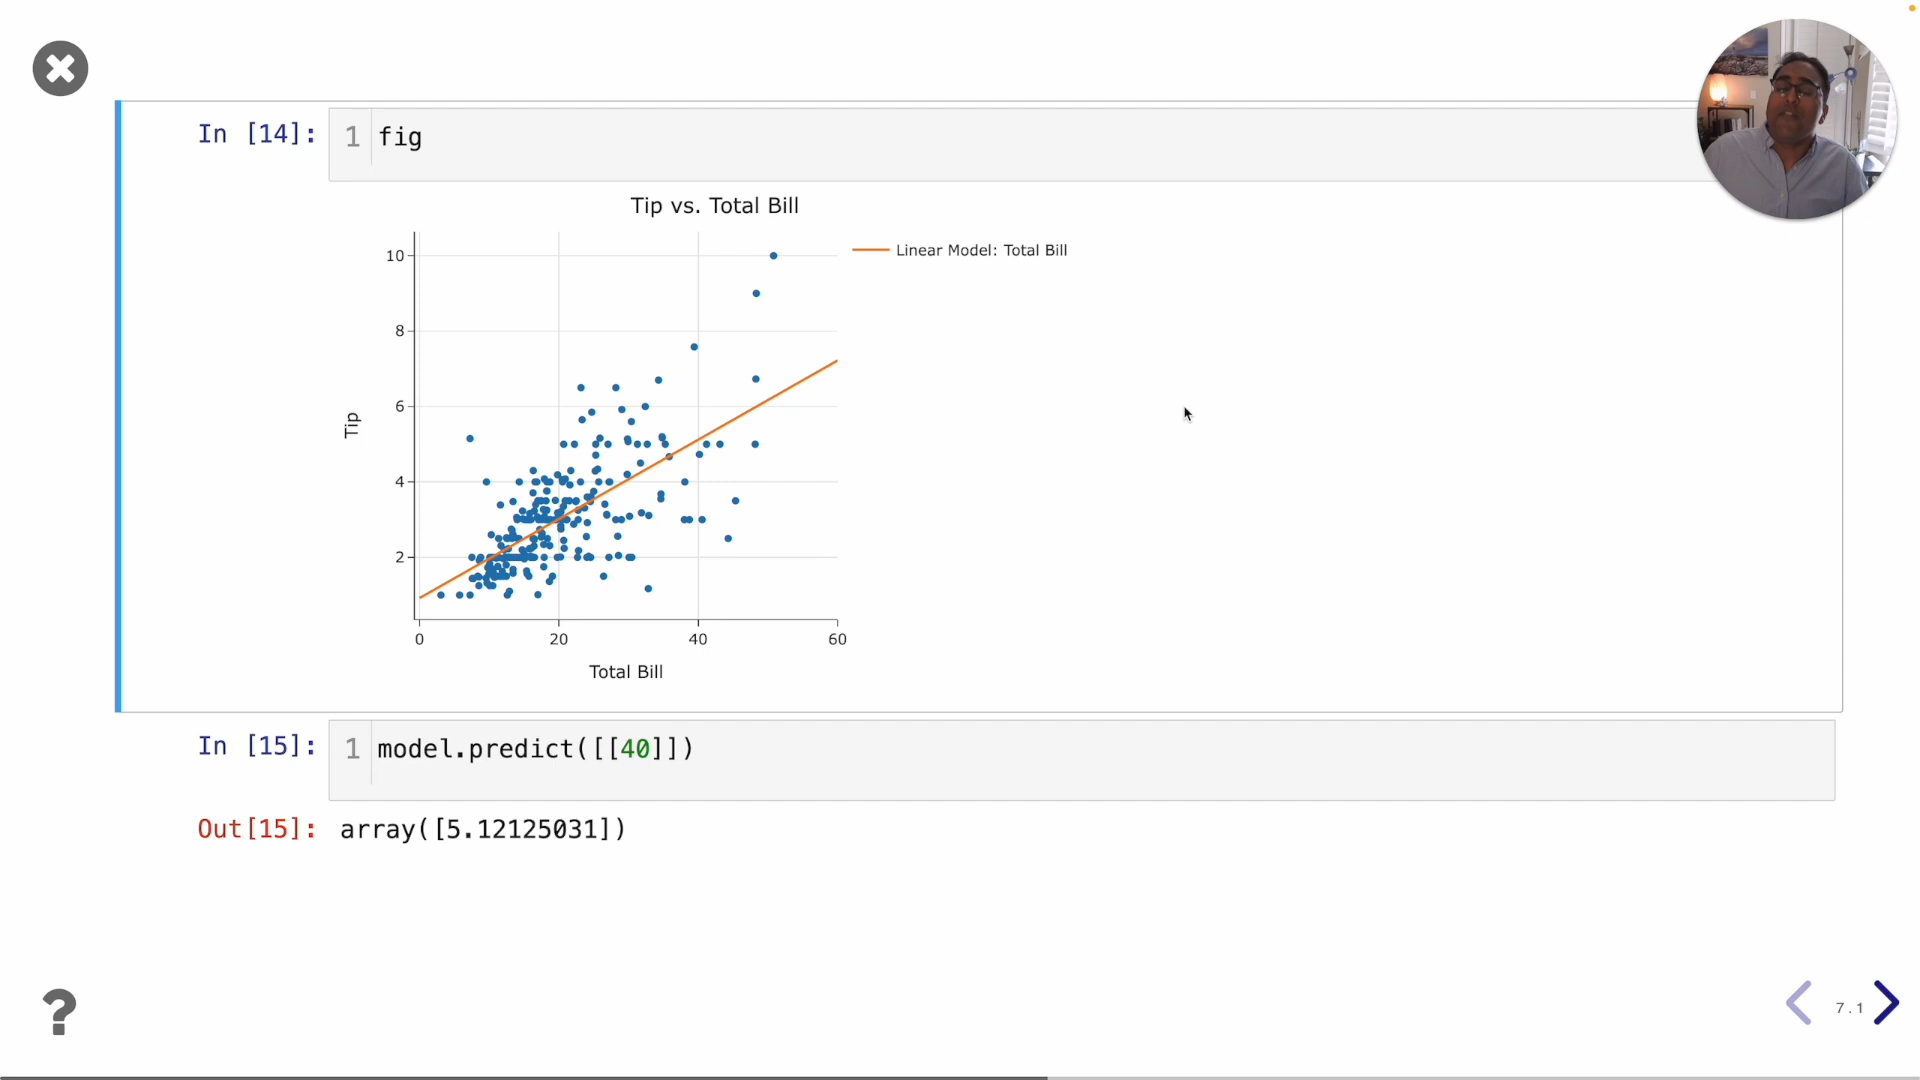 In [14]:
1 fig
Tip vs. Total Bill
Linear Model: Total Bill
10
8
6
4
2
Tip
0 20 40 60
Total Bill
In [15]:
1 model.predict([[40]])
Out[15]: array([5.12125031])
?
7.1